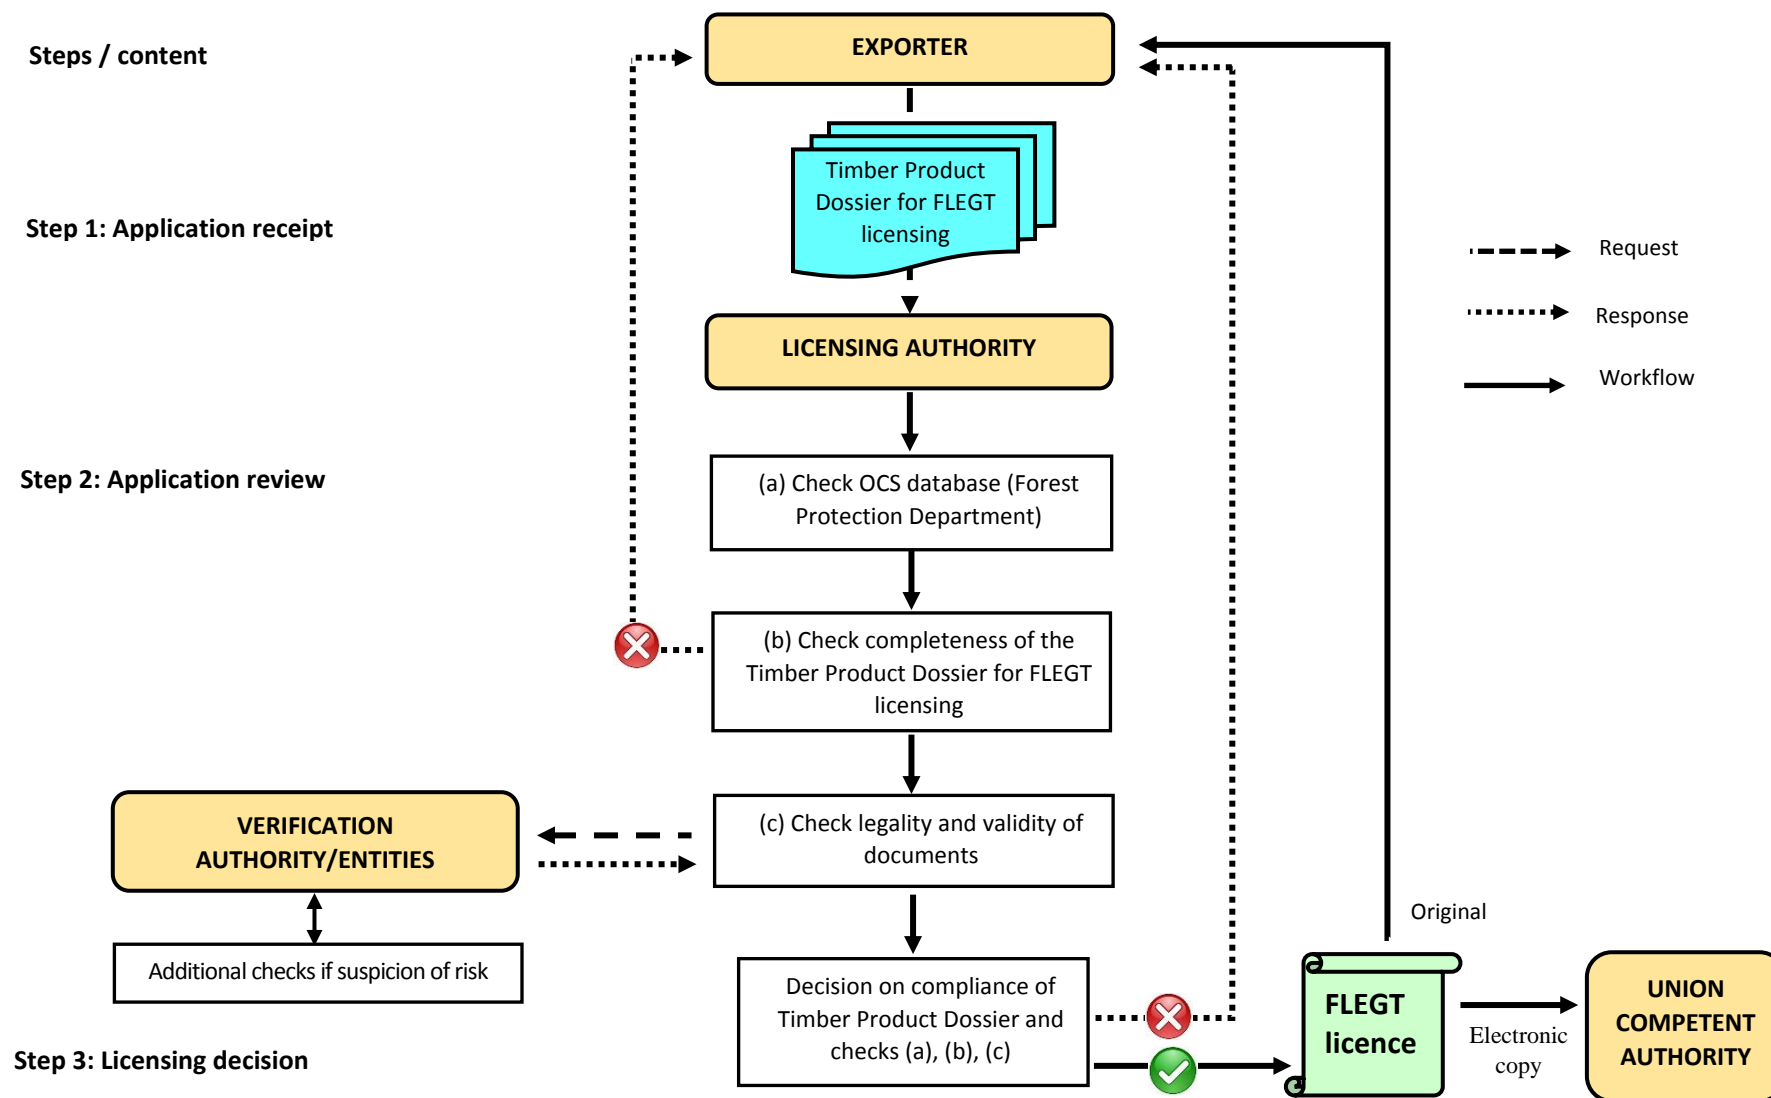 Steps / content
EXPORTER
Timber Product
Dossier for FLEGT
licensing
Step 1: Application receipt
Request
Response
Workflow
LICENSING AUTHORITY
Step 2: Application review
(a) Check OCS database (Forest
Protection Department)
(b) Check completeness of the
Timber Product Dossier for FLEGT
licensing
VERIFICATION
AUTHORITY/ENTITIES
(c) Check legality and validity of
documents
Additional checks if suspicion of risk
Original
Decision on compliance of
Timber Product Dossier and
checks (a), (b), (c)
FLEGT
licence
Electronic
copy
UNION
COMPETENT
AUTHORITY
Step 3: Licensing decision